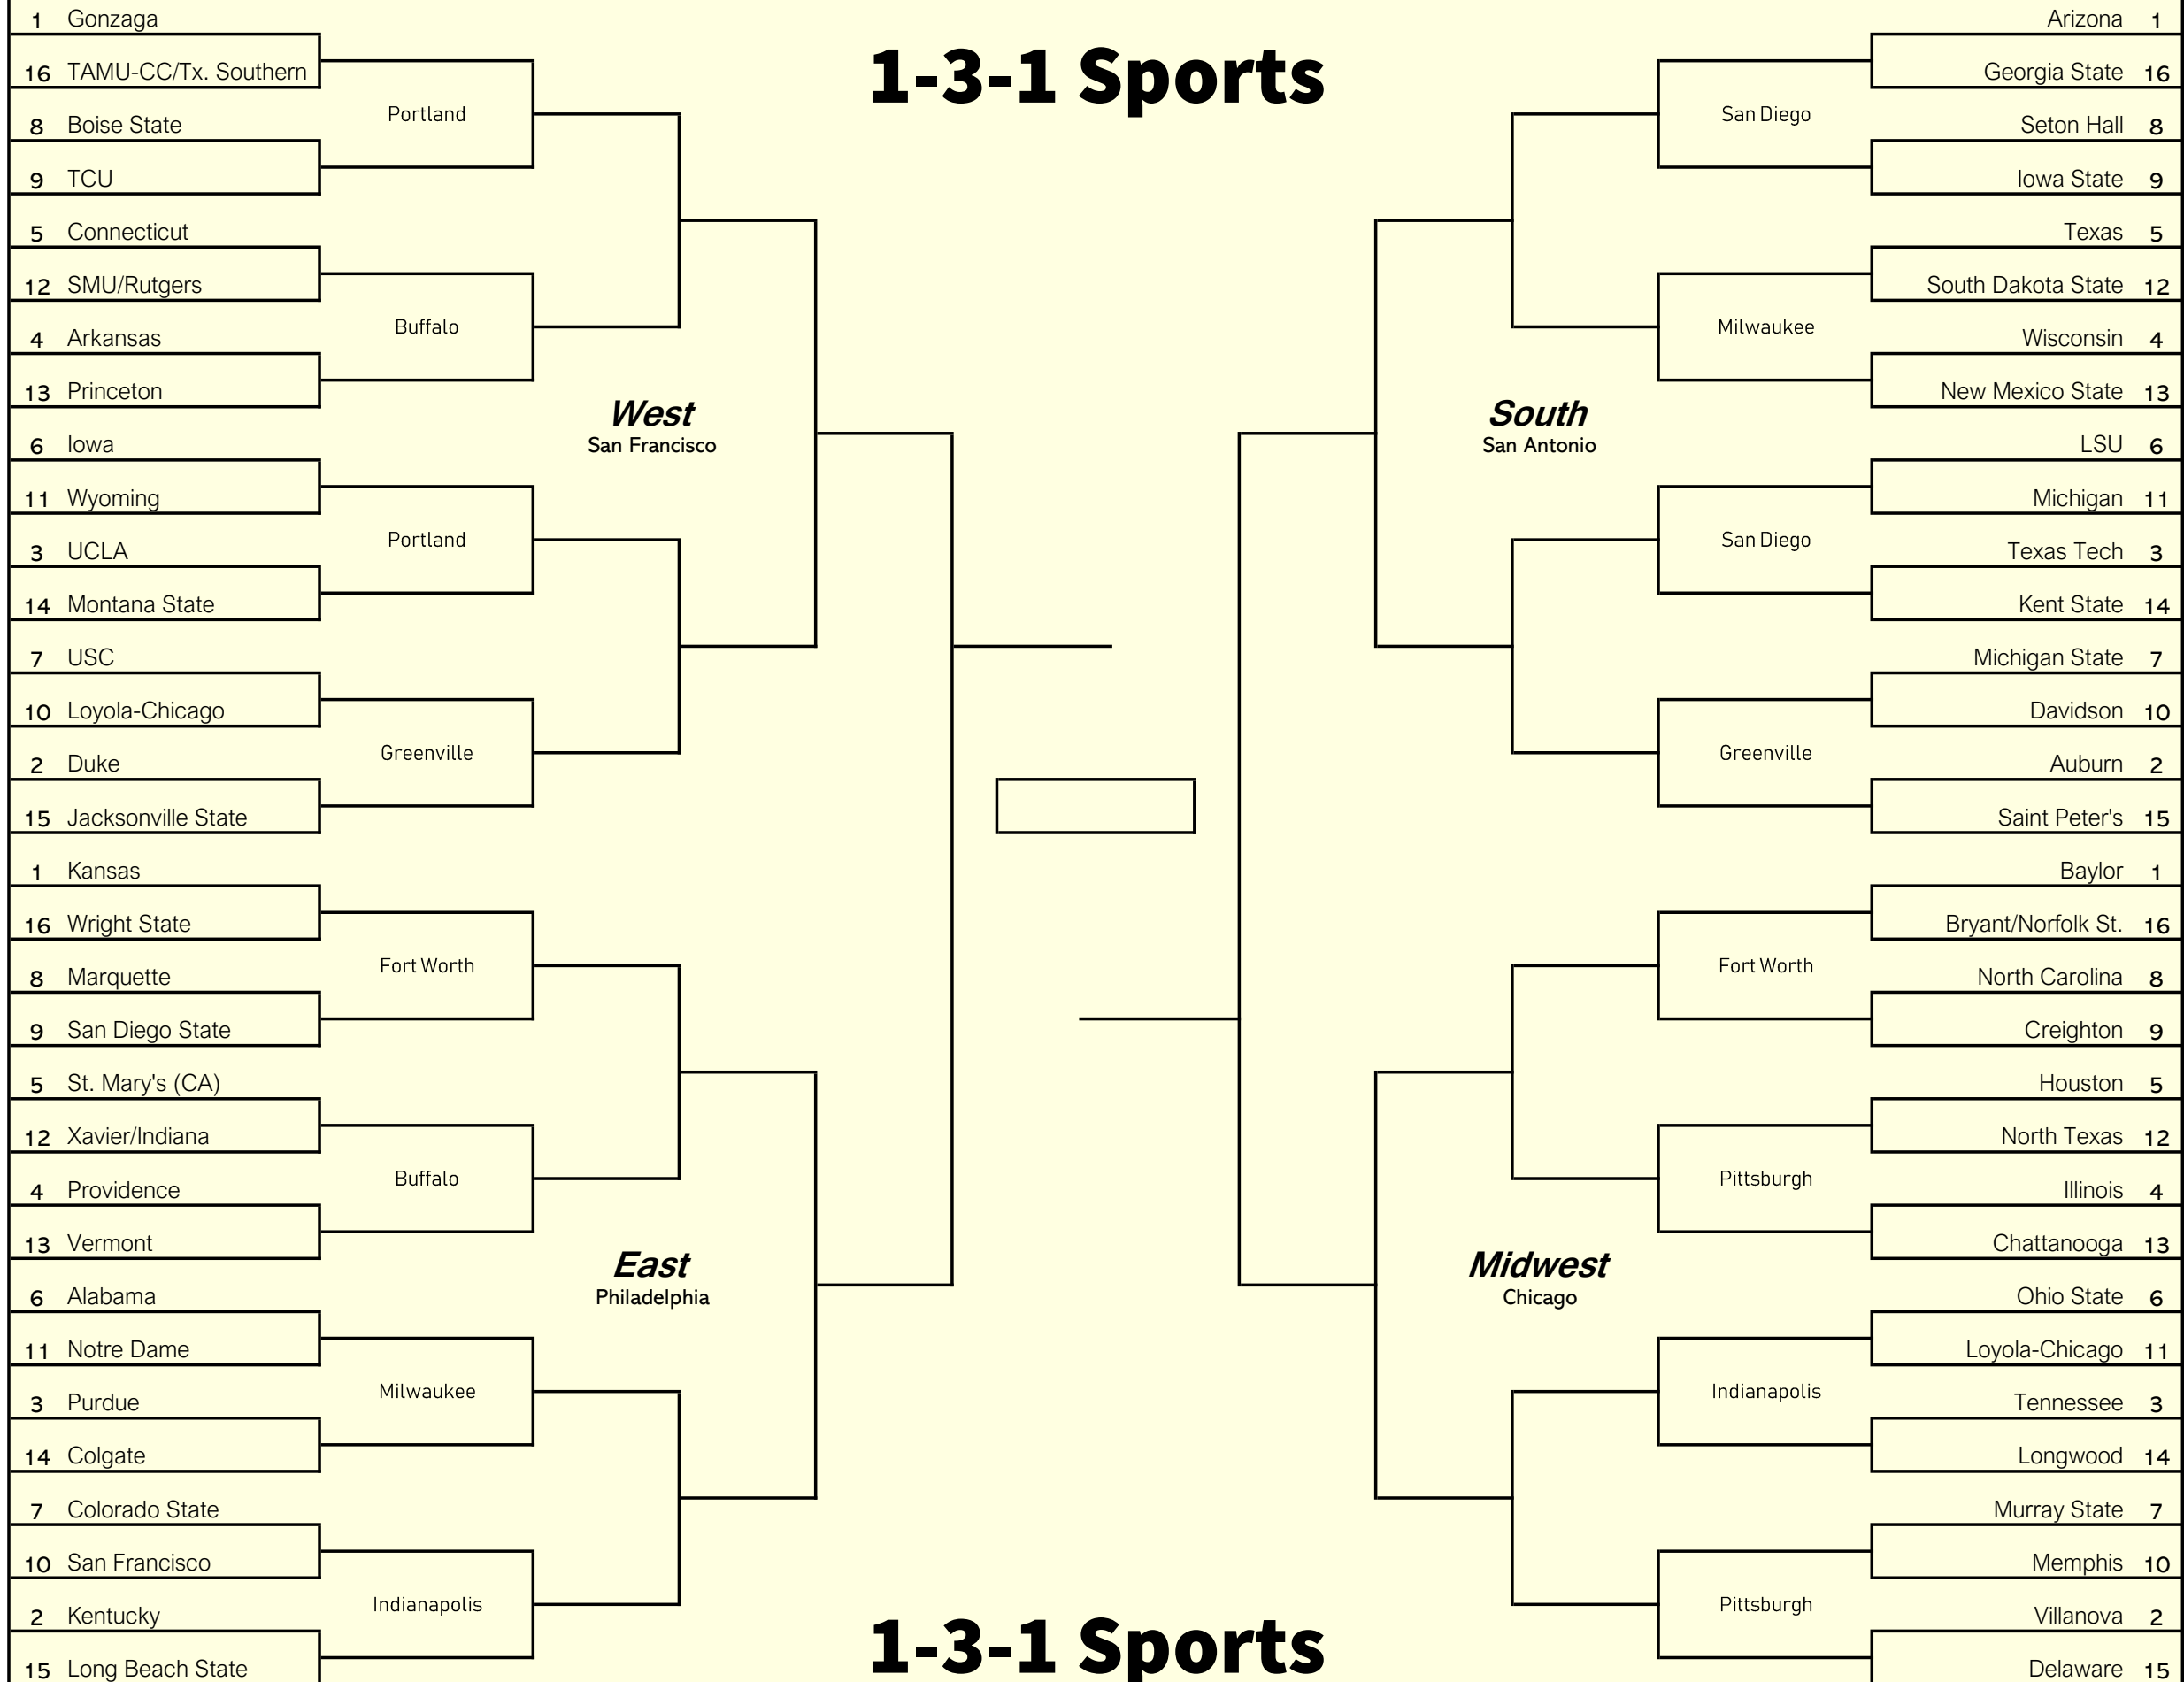 1-3-1 Sports
1 Gonzaga
16 TAMU-CC/Tx. Southern
Portland
8 Boise State
9 TCU
5 Connecticut
12 SMU/Rutgers
Buffalo
4 Arkansas
13 Princeton
West
San Francisco
6 Iowa
11 Wyoming
Portland
3 UCLA
14 Montana State
7 USC
10 Loyola-Chicago
Greenville
2 Duke
15 Jacksonville State
1 Kansas
16 Wright State
Fort Worth
8 Marquette
9 San Diego State
5 St. Mary's (CA)
12 Xavier/Indiana
Buffalo
4 Providence
13 Vermont
East
Philadelphia
6 Alabama
11 Notre Dame
Milwaukee
3 Purdue
14 Colgate
7 Colorado State
10 San Francisco
Indianapolis
2 Kentucky
15 Long Beach State
Arizona 1
Georgia State 16
San Diego
Seton Hall 8
Iowa State 9
Texas 5
South Dakota State 12
Milwaukee
Wisconsin 4
New Mexico State 13
South
San Antonio
LSU 6
Michigan 11
San Diego
Texas Tech 3
Kent State 14
Michigan State 7
Davidson 10
Greenville
Auburn 2
Saint Peter's 15
Baylor 1
Bryant/Norfolk St. 16
Fort Worth
North Carolina 8
Creighton 9
Houston 5
North Texas 12
Pittsburgh
Illinois 4
Chattanooga 13
Midwest
Chicago
Ohio State 6
Loyola-Chicago 11
Indianapolis
Tennessee 3
Longwood 14
Murray State 7
Memphis 10
Pittsburgh
Villanova 2
Delaware 15
1-3-1 Sports